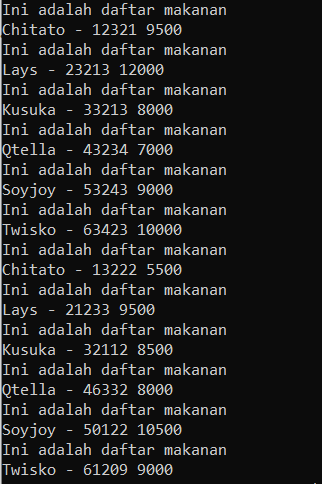 Ini adalah daftar makanan
Chitato - 12321 9500
Ini adalah daftar makanan
Lays - 23213 12000
Ini adalah daftar makanan
Kusuka - 33213 8000
Ini adalah daftar makanan
Qtella - 43234 7000
Ini adalah daftar makanan
Soyjoy - 53243 9000
Ini adalah daftar makanan
Twisko - 63423 10000
Ini adalah daftar makanan
Chitato - 13222 5500
Ini adalah daftar makanan
Lays - 21233 9500
Ini adalah daftar makanan
Kusuka - 32112 8500
Ini adalah daftar makanan
Qtella - 46332 8000
Ini adalah daftar makanan
Soyjoy - 50122 10500
Ini adalah daftar makanan
Twisko - 61209 9000